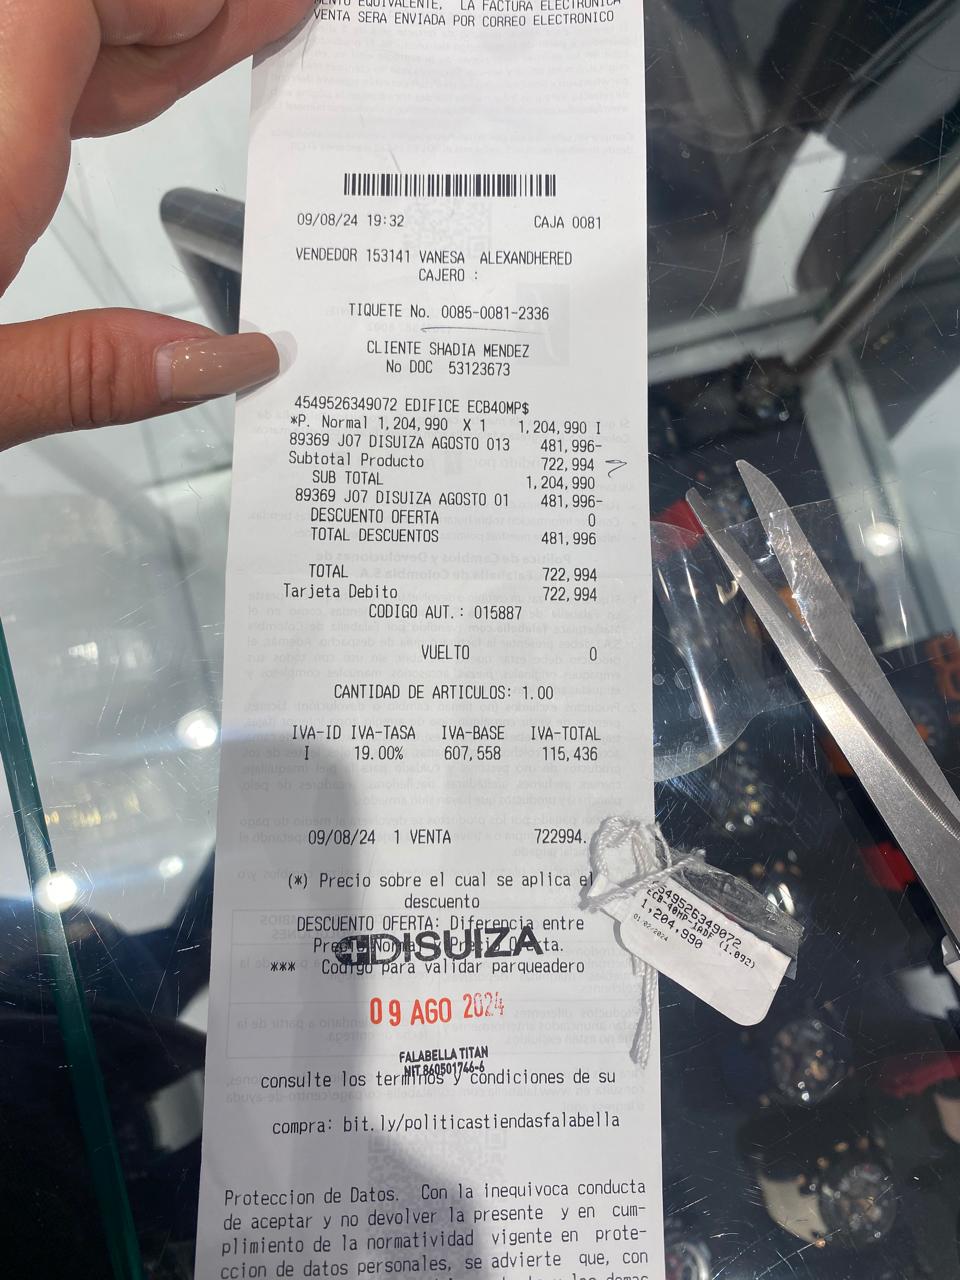 EQUIVALENTE. LA FACTURA ELECTRONICA
VENTA SERA ENVIADA POR CORREO ELECTRONICO
09/08/24 19:32 CAJA 0081
VENDEDOR 153141 VANESA ALEXANDHERED
CAJERO :
TIQUETE No. 0085-0081-2336
CLIENTE SHADIA MENDEZ
No DOC 53123673
4549526349072 EDIFICE ECB40MP$
*P. Normal 1,204,990 X 1 1,204,990 I
89369 J07 DISUIZA AGOSTO 013 481,996-
Subtotal Producto 722,994
SUB TOTAL 1,204,990
89369 J07 DISUIZA AGOSTO 01 481,996-
DESCUENTO OFERTA 0
TOTAL DESCUENTOS 481,996
TOTAL 722,994
Tarjeta Debito 722,994
CODIGO AUT.: 015887
VUELTO 0
CANTIDAD DE ARTICULOS: 1.00
IVA-ID IVA-TASA IVA-BASE IVA-TOTAL
I 19.00% 607,558 115,436
09/08/24 1 VENTA 722994.
(*) Precio sobre el cual se aplica el
descuento
DESCUENTO OFERTA: Diferencia entre
Precio Normal y Precio Oferta.
DISUIZA
*** Codigo para validar parqueadero
09 AGO 2024
FALABELLA TITAN
NIT.860501746-6
consulte los terminos y condiciones de su
compra: bit.ly/politicastiendasfalabella
Proteccion de Datos. Con la inequivoca conducta
de aceptar y no devolver la presente y en cum-
plimiento de la normatividad vigente en prote-
ccion de datos personales, se advierte que, con
549526349072
ECB-40MP-1ADF (1.092)
1,204,990